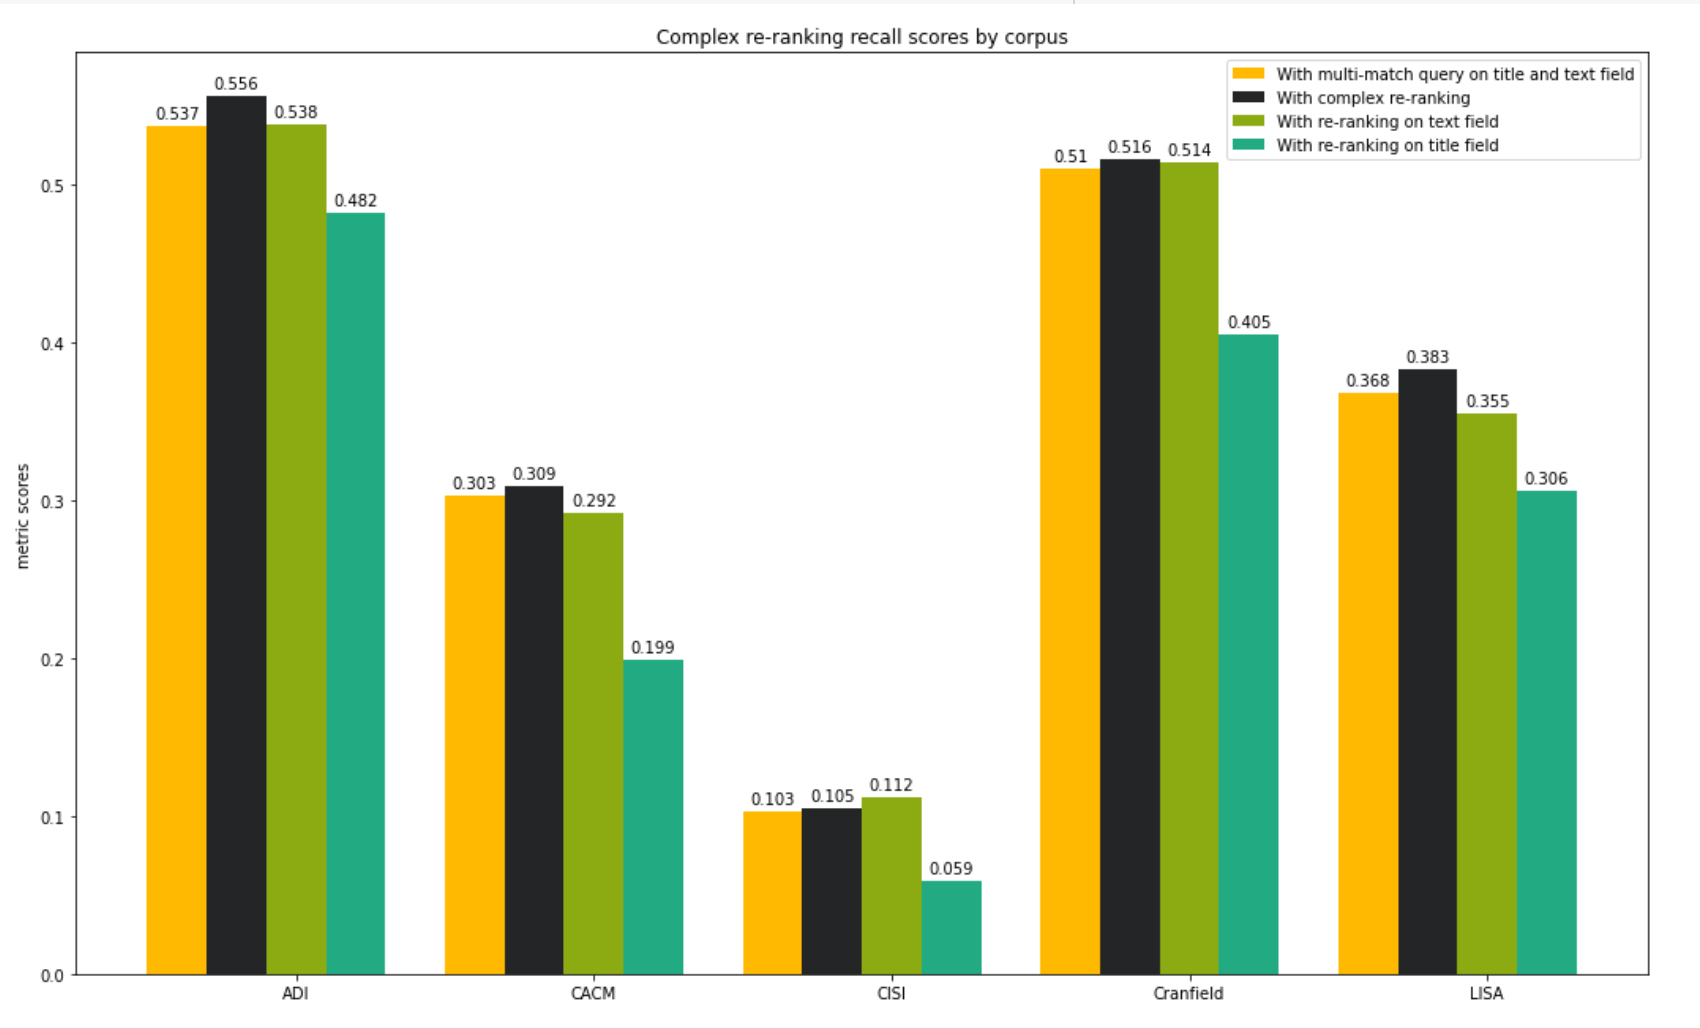 Complex re-ranking recall scores by corpus
With multi-match query on title and text field
With complex re-ranking
With re-ranking on text field
With re-ranking on title field
metric scores
0.5
0.4
0.3
0.2
0.1
0.0
0.537
0.556
0.538
0.482
0.303
0.309
0.292
0.199
0.103
0.105
0.112
0.059
0.51
0.516
0.514
0.405
0.368
0.383
0.355
0.306
ADI
CACM
CISI
Cranfield
LISA